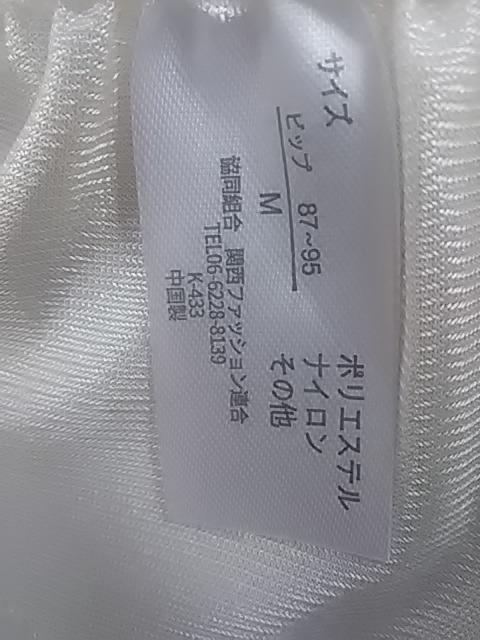 サイズ
ヒップ 87~95
M
協同組合 関西ファッション連合
TEL06-6228-8139
K-433
中国製
ポリエステル
ナイロン
その他